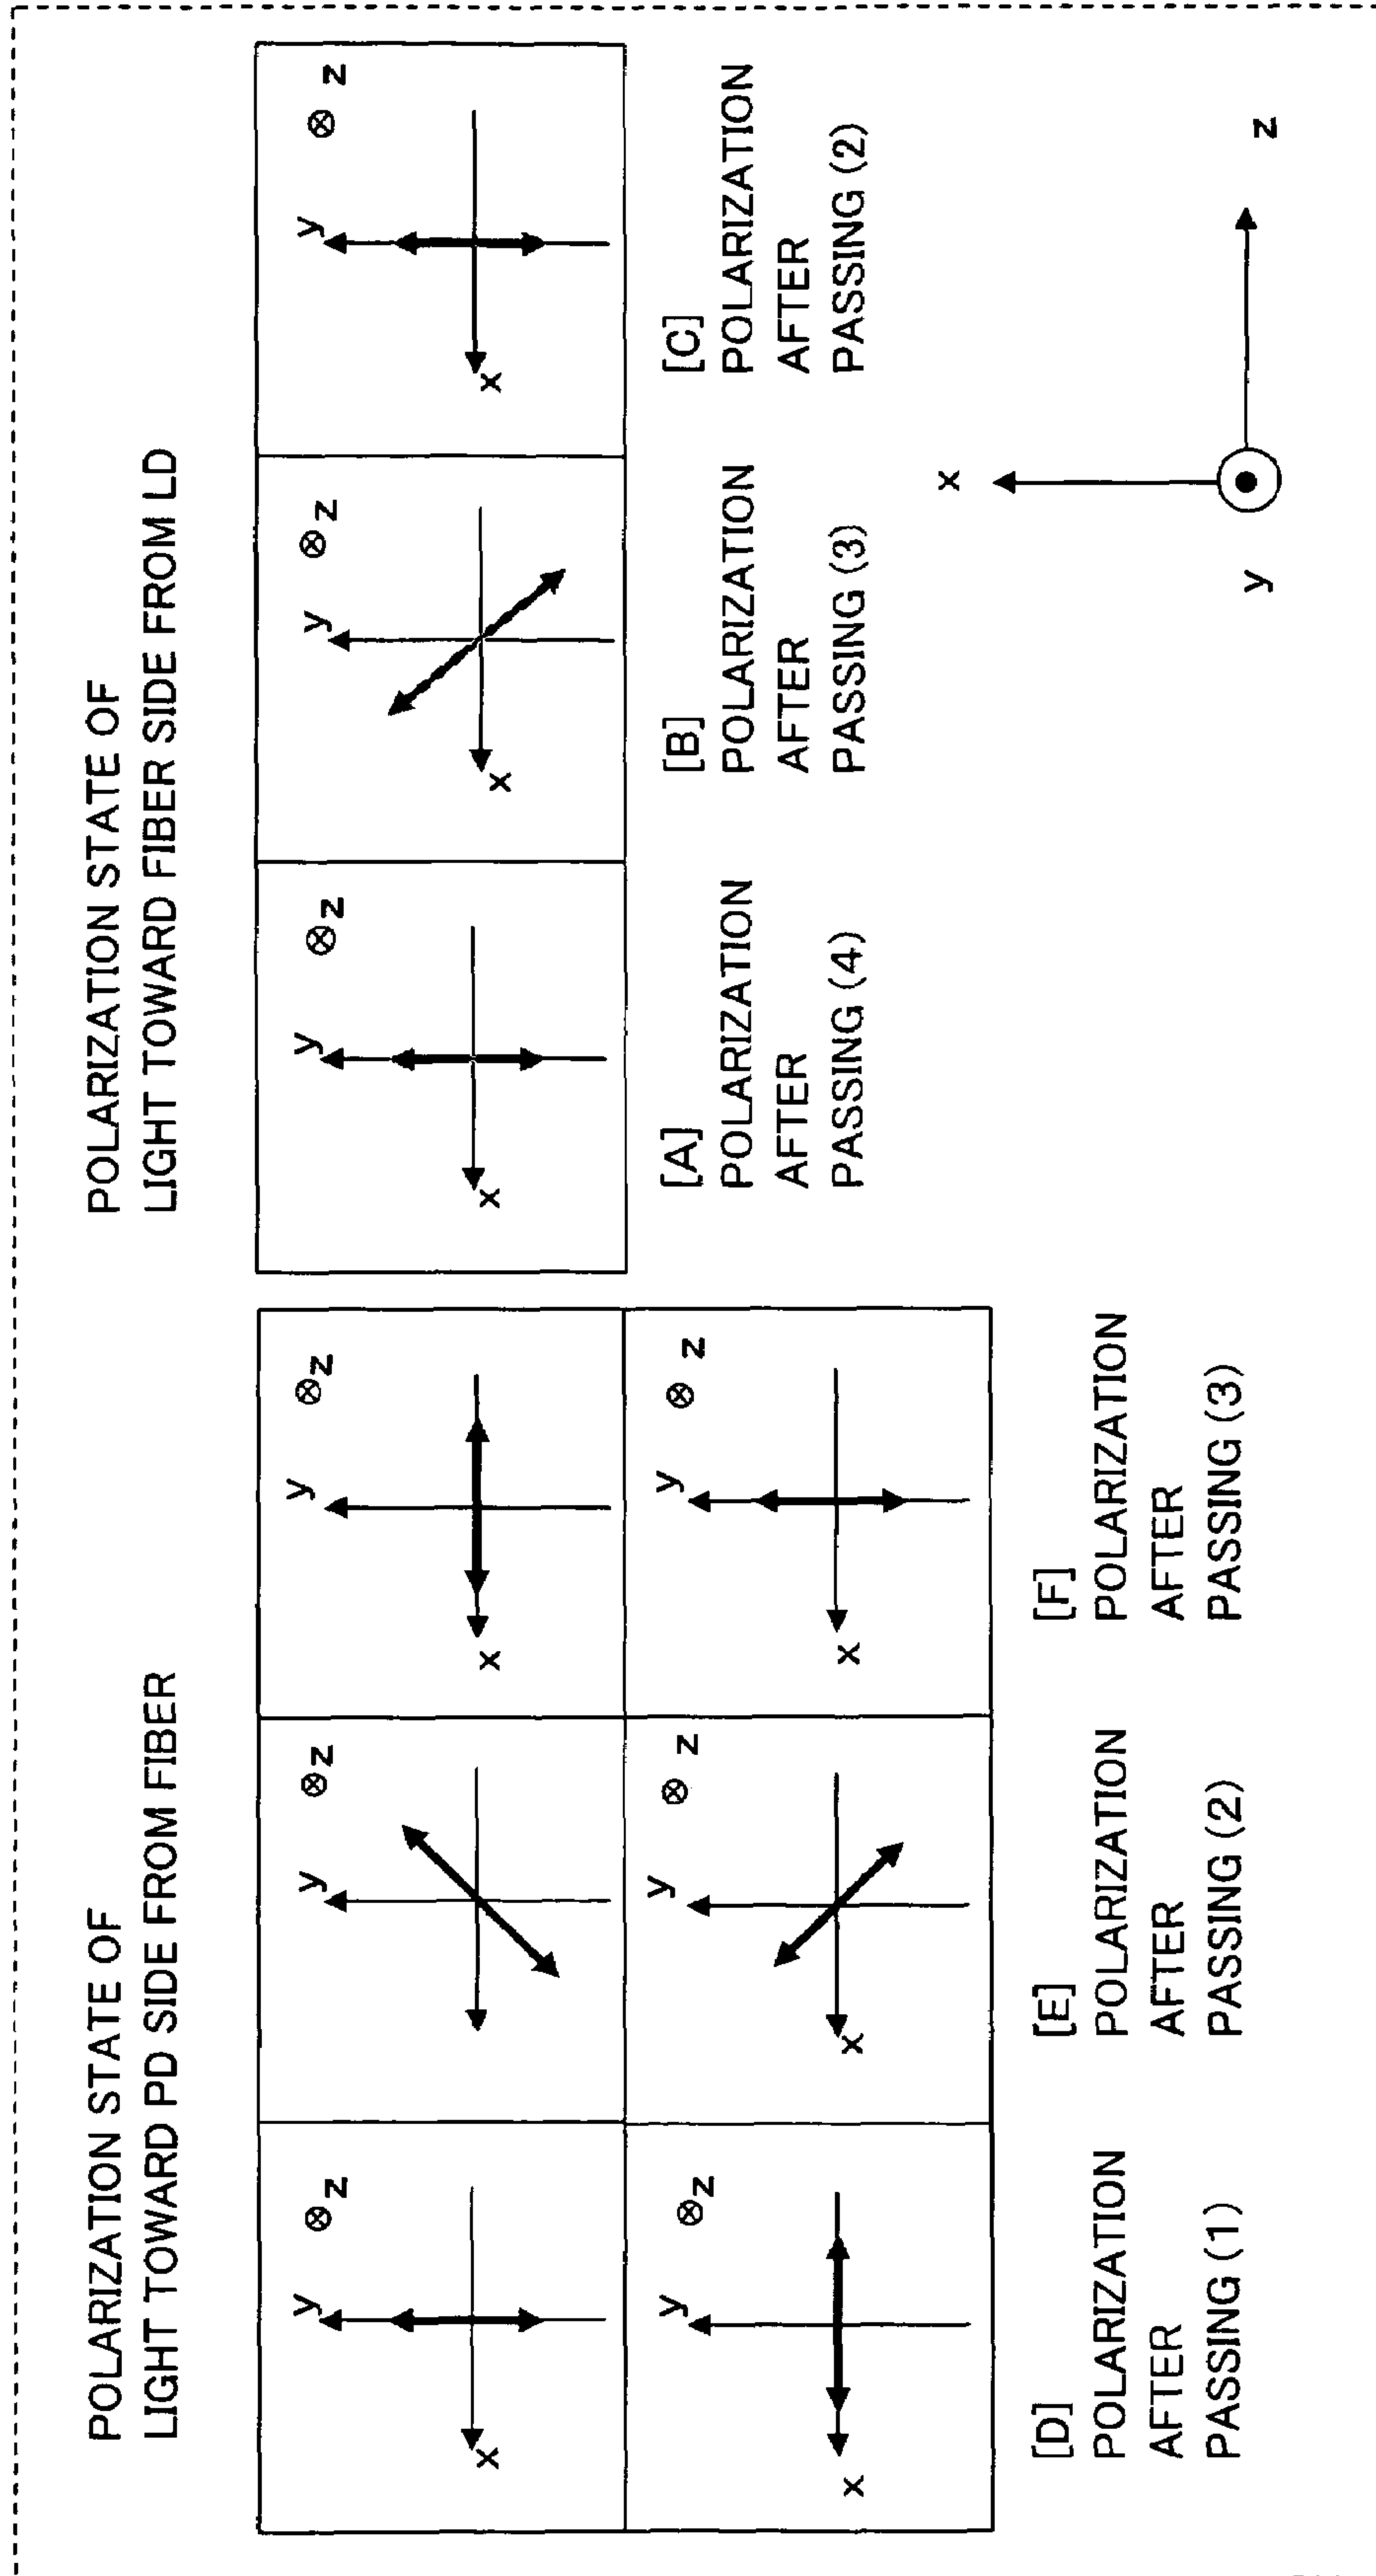 POLARIZATION STATE OF
LIGHT TOWARD PD SIDE FROM FIBER
y
z
x
y
z
y
z
x
y
z
x
y
z
x
y
z
x
[D]
POLARIZATION
AFTER
PASSING (1)
[E]
POLARIZATION
AFTER
PASSING (2)
[F]
POLARIZATION
AFTER
PASSING (3)
POLARIZATION STATE OF
LIGHT TOWARD FIBER SIDE FROM LD
y
z
x
y
z
x
y
z
x
[A]
POLARIZATION
AFTER
PASSING (4)
[B]
POLARIZATION
AFTER
PASSING (3)
[C]
POLARIZATION
AFTER
PASSING (2)
x
y
z